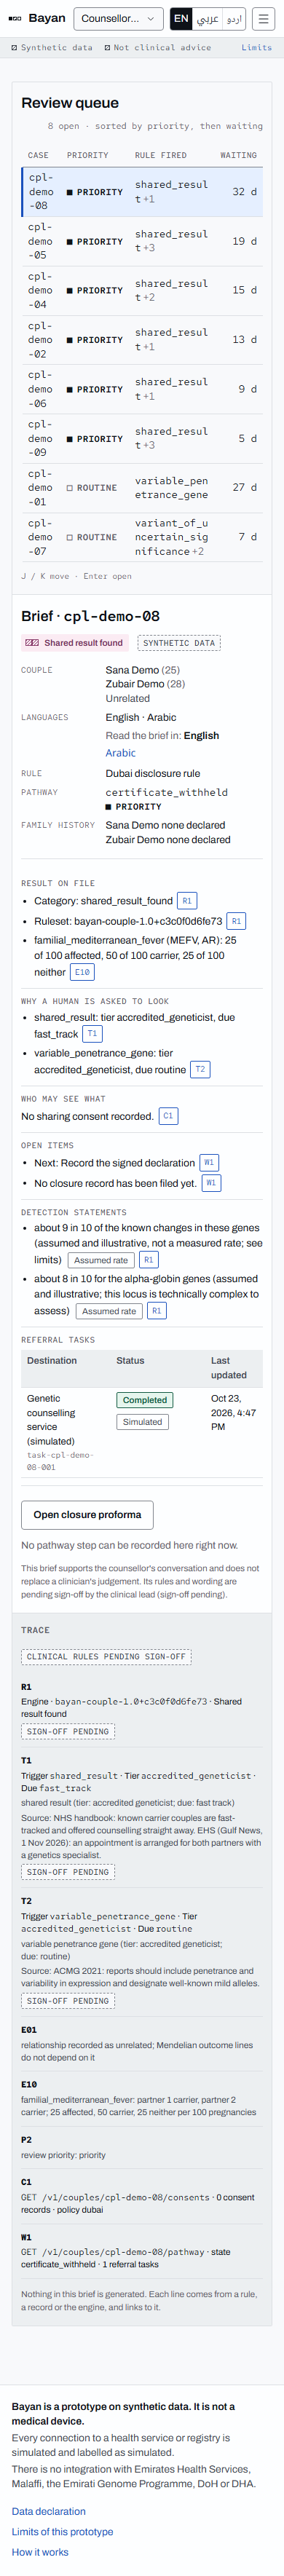 Bayan
Counsellor...
EN عربي اردو
Synthetic data Not clinical advice Limits
Review queue
8 open · sorted by priority, then waiting
CASE PRIORITY RULE FIRED WAITING
cpl-demo-08 PRIORITY shared_result +1 32 d
cpl-demo-05 PRIORITY shared_result +3 19 d
cpl-demo-04 PRIORITY shared_result +2 15 d
cpl-demo-02 PRIORITY shared_result +1 13 d
cpl-demo-06 PRIORITY shared_result +1 9 d
cpl-demo-09 PRIORITY shared_result +3 5 d
cpl-demo-01 ROUTINE variable_penetrance_gene 27 d
cpl-demo-07 ROUTINE variant_of_uncertain_significance +2 7 d
J / K move · Enter open
Brief · cpl-demo-08
Shared result found SYNTHETIC DATA
COUPLE Sana Demo (25)
Zubair Demo (28)
Unrelated
LANGUAGES English · Arabic
Read the brief in: English
Arabic
RULE Dubai disclosure rule
PATHWAY certificate_withheld
PRIORITY
FAMILY HISTORY Sana Demo none declared
Zubair Demo none declared
RESULT ON FILE
• Category: shared_result_found R1
• Ruleset: bayan-couple-1.0+c3c0f0d6fe73 R1
• familial_mediterranean_fever (MEFV, AR): 25
of 100 affected, 50 of 100 carrier, 25 of 100
neither E10
WHY A HUMAN IS ASKED TO LOOK
• shared_result: tier accredited_geneticist, due
fast_track T1
• variable_penetrance_gene: tier
accredited_geneticist, due routine T2
WHO MAY SEE WHAT
No sharing consent recorded. C1
OPEN ITEMS
• Next: Record the signed declaration W1
• No closure record has been filed yet. W1
DETECTION STATEMENTS
• about 9 in 10 of the known changes in these genes
(assumed and illustrative, not a measured rate; see
limits) Assumed rate R1
• about 8 in 10 for the alpha-globin genes (assumed
and illustrative; this locus is technically complex to
assess) Assumed rate R1
REFERRAL TASKS
Destination Status Last updated
Genetic counselling service (simulated) task-cpl-demo-08-001 Completed Simulated Oct 23, 2026, 4:47 PM
Open closure proforma
No pathway step can be recorded here right now.
This brief supports the counsellor's conversation and does not
replace a clinician's judgement. Its rules and wording are
pending sign-off by the clinical lead (sign-off pending).
TRACE
CLINICAL RULES PENDING SIGN-OFF
R1
Engine · bayan-couple-1.0+c3c0f0d6fe73 · Shared
result found
SIGN-OFF PENDING
T1
Trigger shared_result · Tier accredited_geneticist ·
Due fast_track
shared result (tier: accredited geneticist; due: fast track)
Source: NHS handbook: known carrier couples are fast-
tracked and offered counselling straight away. EHS (Gulf News,
1 Nov 2026): an appointment is arranged for both partners with
a genetics specialist.
SIGN-OFF PENDING
T2
Trigger variable_penetrance_gene · Tier
accredited_geneticist · Due routine
variable penetrance gene (tier: accredited geneticist;
due: routine)
Source: ACMG 2021: reports should include penetrance and
variability in expression and designate well-known mild alleles.
SIGN-OFF PENDING
E01
relationship recorded as unrelated; Mendelian outcome lines
do not depend on it
E10
familial_mediterranean_fever: partner 1 carrier, partner 2
carrier; 25 affected, 50 carrier, 25 neither per 100 pregnancies
P2
review priority: priority
C1
GET /v1/couples/cpl-demo-08/consents · 0 consent
records · policy dubai
W1
GET /v1/couples/cpl-demo-08/pathway · state
certificate_withheld · 1 referral tasks
Nothing in this brief is generated. Each line comes from a rule,
a record or the engine, and links to it.
Bayan is a prototype on synthetic data. It is not a
medical device.
Every connection to a health service or registry is
simulated and labelled as simulated.
There is no integration with Emirates Health Services,
Malaffi, the Emirati Genome Programme, DoH or DHA.
Data declaration
Limits of this prototype
How it works